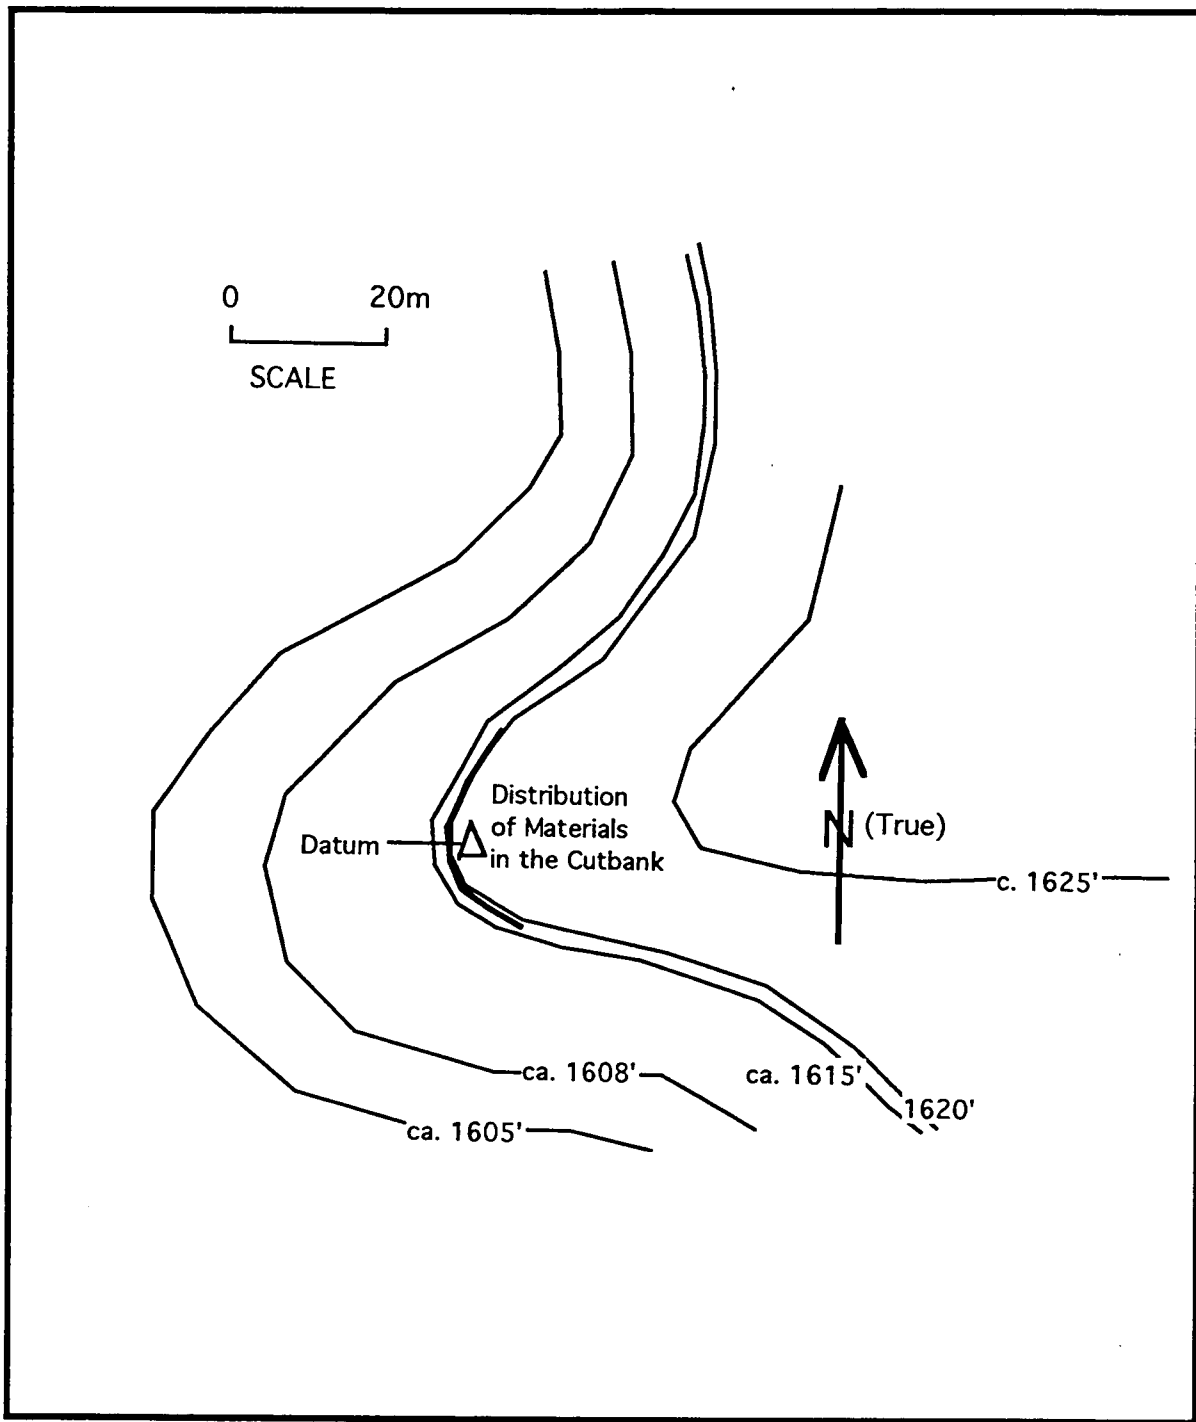 0 20m
SCALE
Distribution
of Materials
in the Cutbank
Datum
N (True)
c. 1625'
ca. 1608'
ca. 1615'
1620'
ca. 1605'